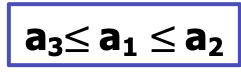 a₃≤ a₁ ≤ a₂